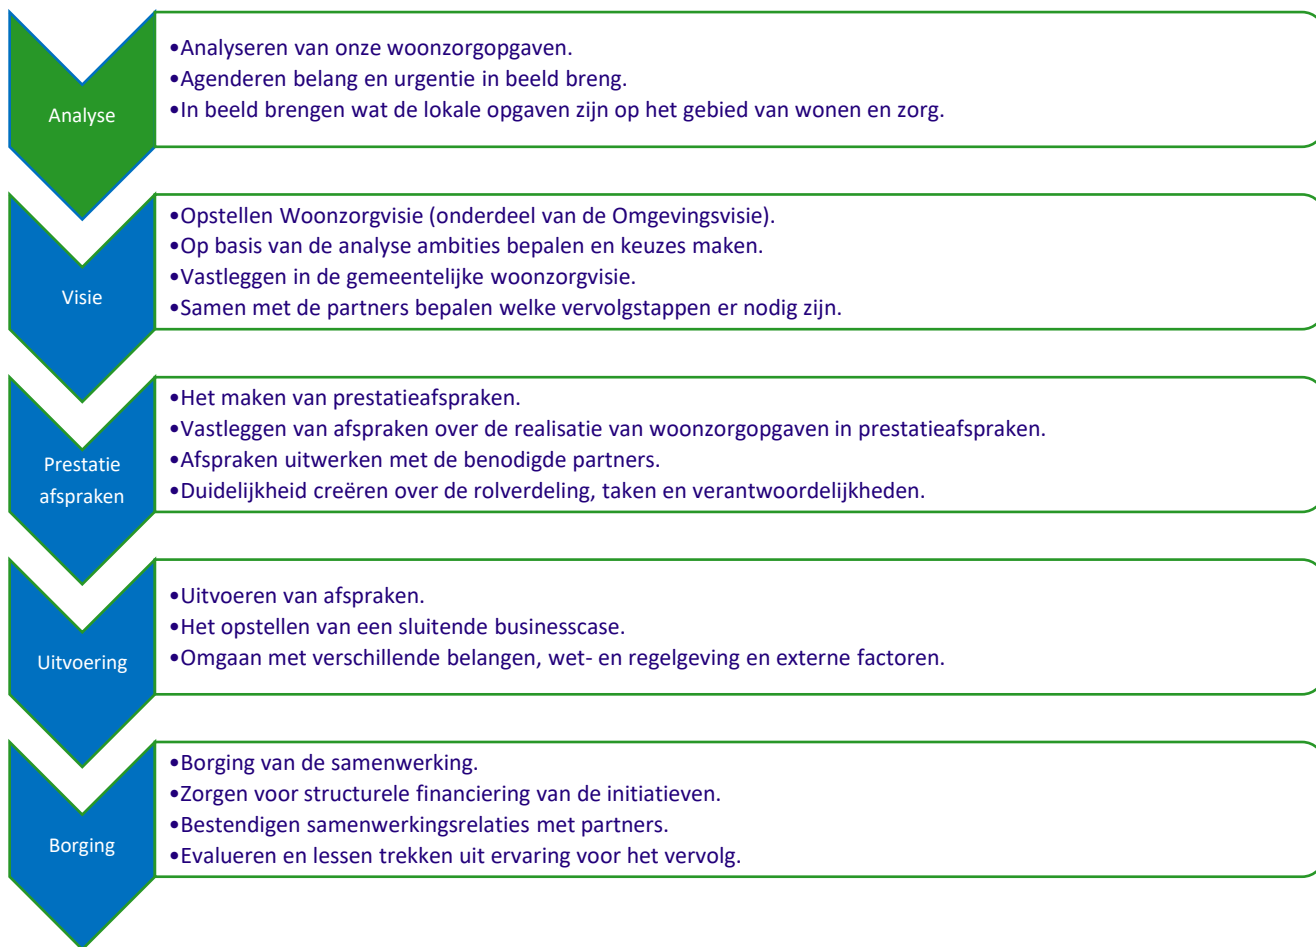 Analyse
•Analyseren van onze woonzorgopgaven.
•Agenderen belang en urgentie in beeld breng.
•In beeld brengen wat de lokale opgaven zijn op het gebied van wonen en zorg.
Visie
•Opstellen Woonzorgvisie (onderdeel van de Omgevingsvisie).
•Op basis van de analyse ambities bepalen en keuzes maken.
•Vastleggen in de gemeentelijke woonzorgvisie.
•Samen met de partners bepalen welke vervolgstappen er nodig zijn.
Prestatie
afspraken
•Het maken van prestatieafspraken.
•Vastleggen van afspraken over de realisatie van woonzorgopgaven in prestatieafspraken.
•Afspraken uitwerken met de benodigde partners.
•Duidelijkheid creëren over de rolverdeling, taken en verantwoordelijkheden.
Uitvoering
•Uitvoeren van afspraken.
•Het opstellen van een sluitende businesscase.
•Omgaan met verschillende belangen, wet- en regelgeving en externe factoren.
Borging
•Borging van de samenwerking.
•Zorgen voor structurele financiering van de initiatieven.
•Bestendigen samenwerkingsrelaties met partners.
•Evalueren en lessen trekken uit ervaring voor het vervolg.